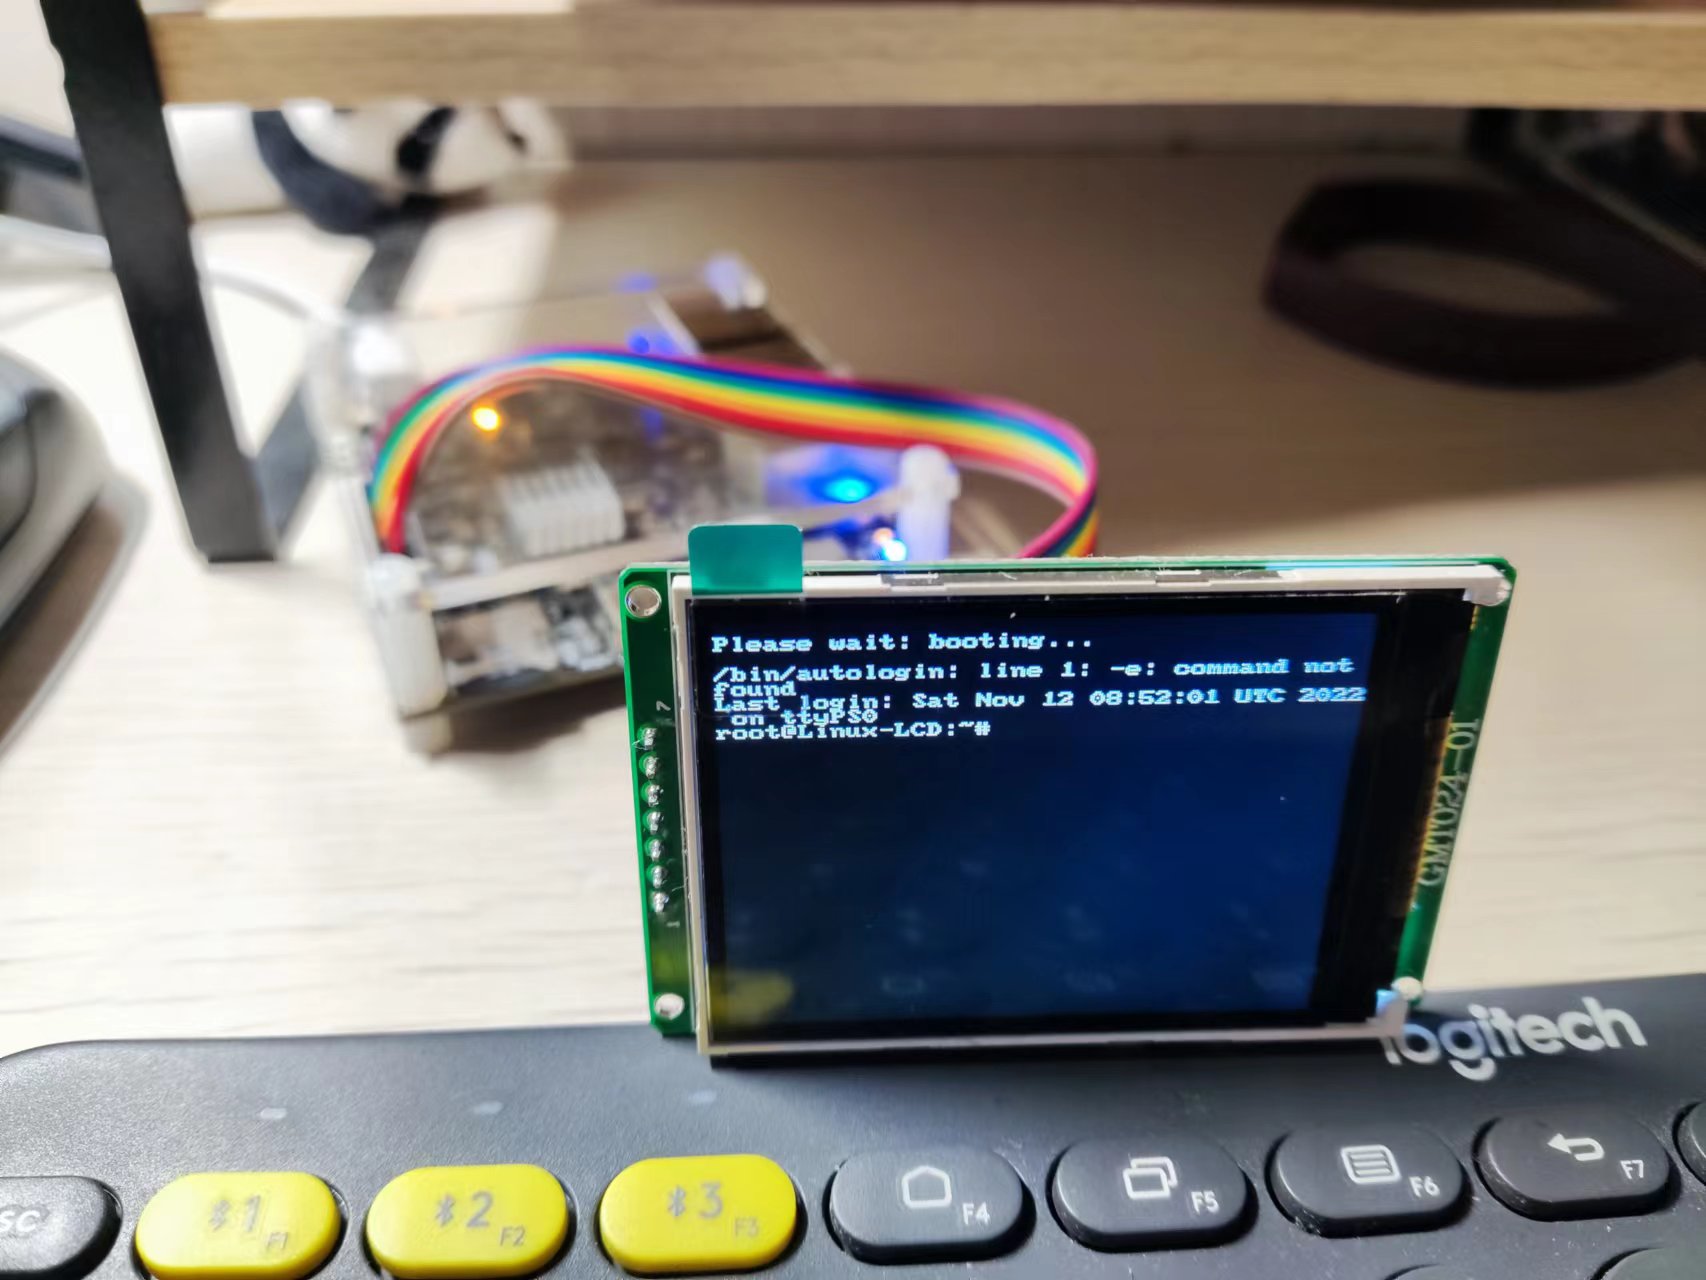 Please wait: booting...
/bin/autologin: line 1: -e: command not
found
Last login: Sat Nov 12 08:52:01 UTC 2022
on ttyPS0
root@Linux-LCD:~#
7
1
GMT024-01
logitech
1 F1
2 F2
3 F3
F4
F5
F6
F7